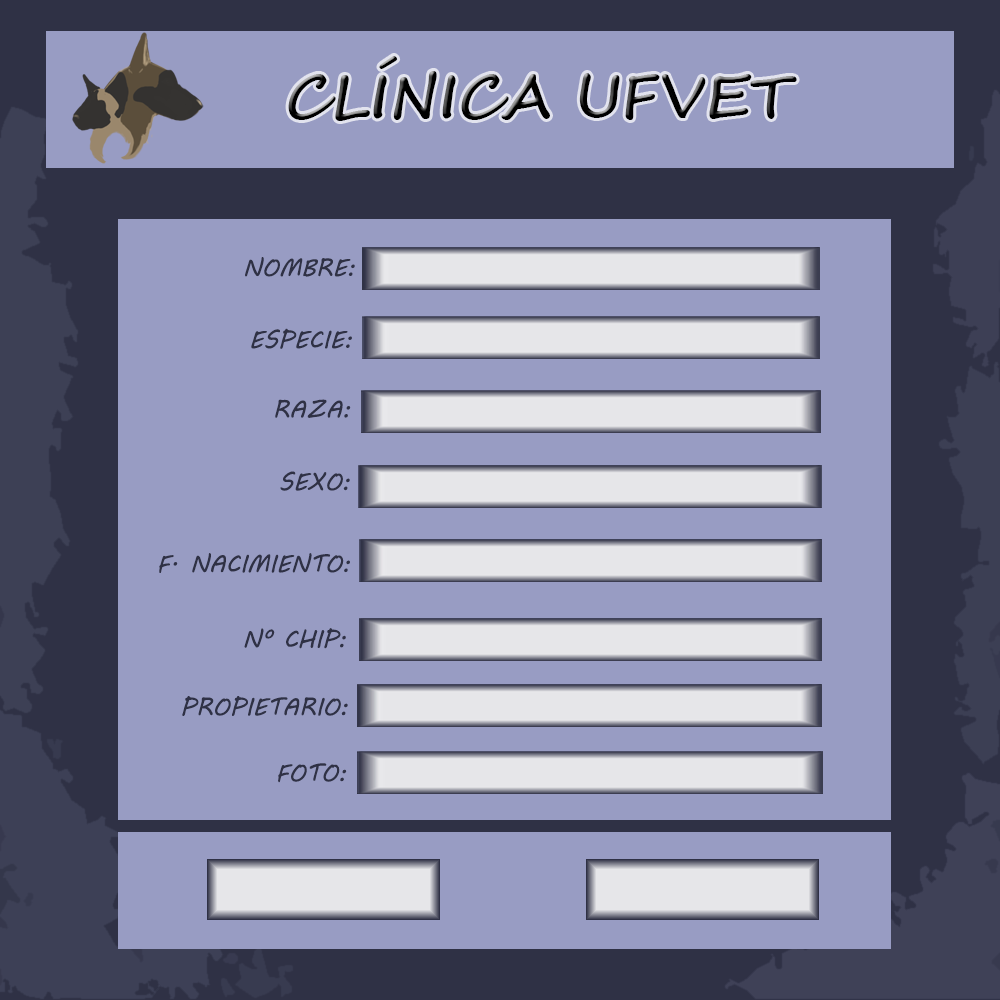 CLÍNICA UFVET
NOMBRE:
ESPECIE:
RAZA:
SEXO:
F. NACIMIENTO:
Nº CHIP:
PROPIETARIO:
FOTO: